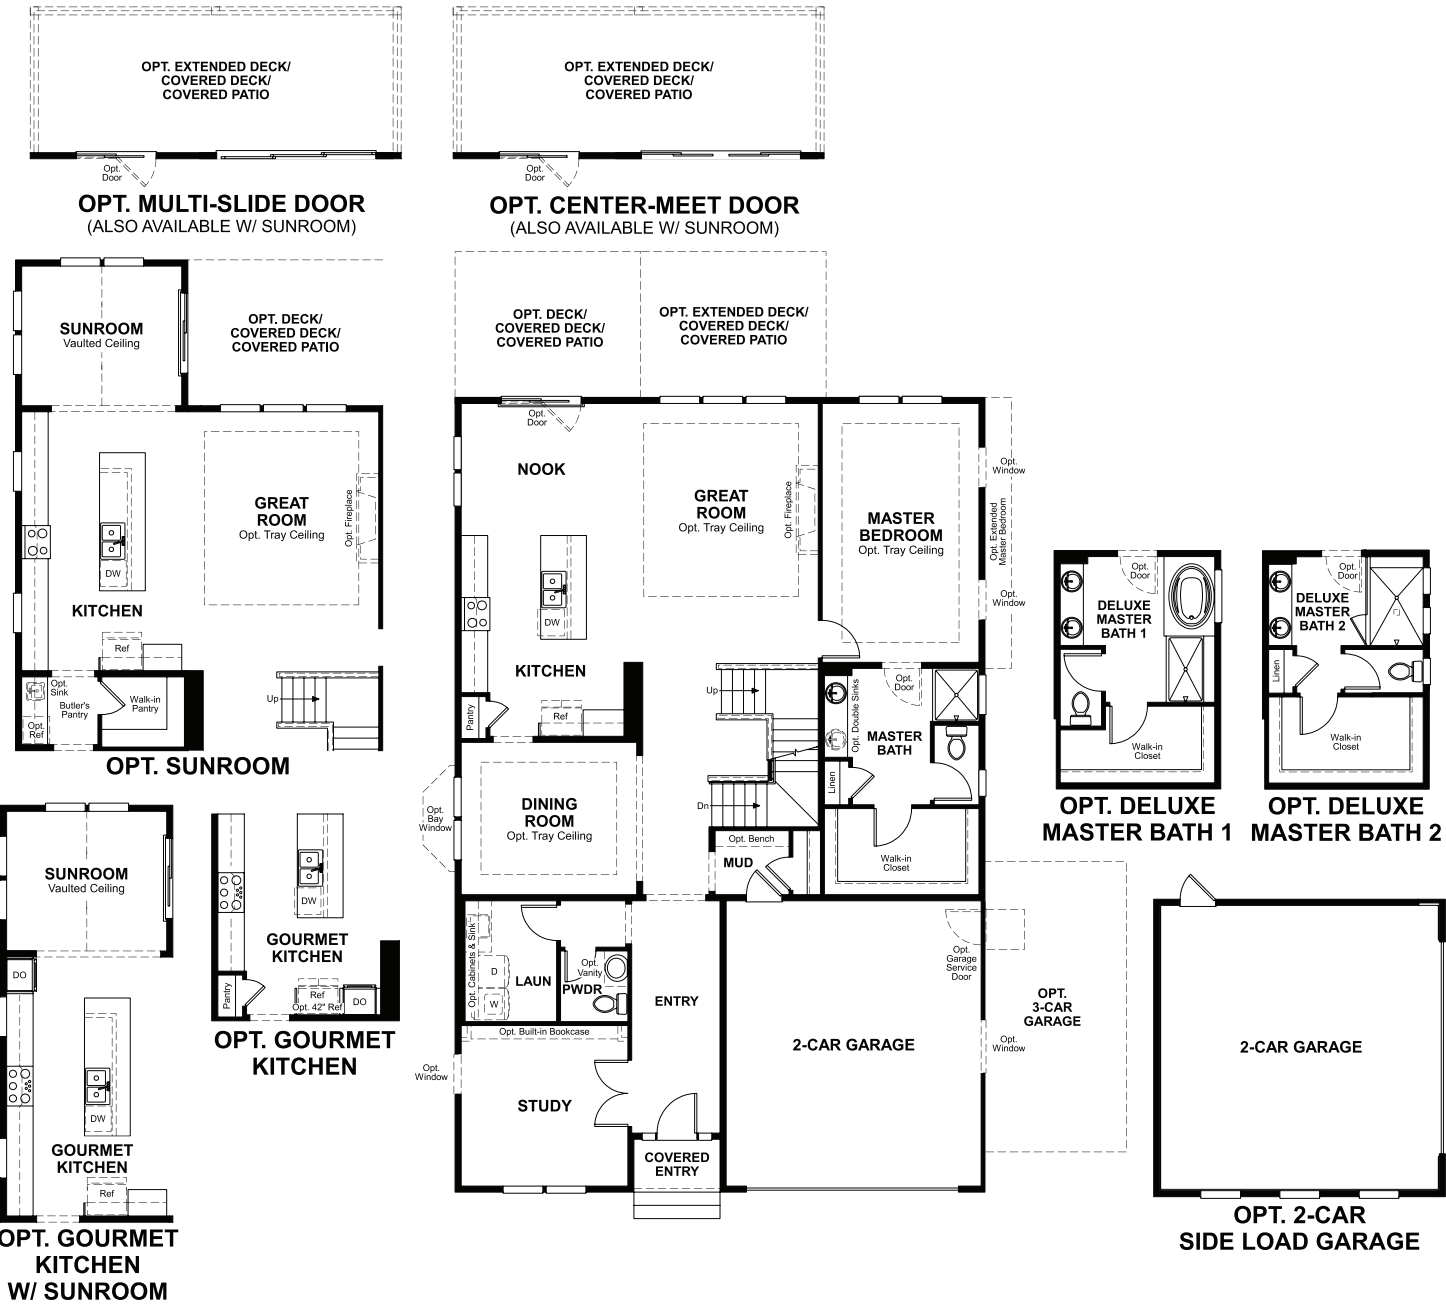 OPT. EXTENDED DECK/
COVERED DECK/
COVERED PATIO
Opt.
Door
OPT. MULTI-SLIDE DOOR
(ALSO AVAILABLE W/ SUNROOM)
OPT. EXTENDED DECK/
COVERED DECK/
COVERED PATIO
Opt.
Door
OPT. CENTER-MEET DOOR
(ALSO AVAILABLE W/ SUNROOM)
SUNROOM
Vaulted Ceiling
OPT. DECK/
COVERED DECK/
COVERED PATIO
GREAT
ROOM
Opt. Tray Ceiling
Opt. Fireplace
DW
KITCHEN
Ref
Opt.
Sink
Butler's
Pantry
Opt.
Ref
Walk-in
Pantry
Up
OPT. SUNROOM
OPT. DECK/
COVERED DECK/
COVERED PATIO
OPT. EXTENDED DECK/
COVERED DECK/
COVERED PATIO
Opt.
Door
NOOK
GREAT
ROOM
Opt. Tray Ceiling
Opt. Fireplace
MASTER
BEDROOM
Opt. Tray Ceiling
Opt.
Window
Opt. Extended
Master Bedroom
Opt.
Window
DW
KITCHEN
Pantry
Ref
Up
Opt. Double Sinks
Opt.
Door
MASTER
BATH
Linen
Dn
Opt.
Bay
Window
DINING
ROOM
Opt. Tray Ceiling
Opt. Bench
MUD
Walk-in
Closet
Opt. Cabinets & Sink
D
W
LAUN
Opt.
Vanity
PWDR
ENTRY
Opt.
Garage
Service
Door
OPT.
3-CAR
GARAGE
Opt.
Window
2-CAR GARAGE
Opt. Built-in Bookcase
Opt.
Window
STUDY
COVERED
ENTRY
Opt.
Door
DELUXE
MASTER
BATH 1
Walk-in
Closet
OPT. DELUXE
MASTER BATH 1
Opt.
Door
DELUXE
MASTER
BATH 2
Linen
Walk-in
Closet
OPT. DELUXE
MASTER BATH 2
SUNROOM
Vaulted Ceiling
DO
DW
GOURMET
KITCHEN
Ref
OPT. GOURMET
KITCHEN
W/ SUNROOM
DW
GOURMET
KITCHEN
Pantry
Ref
Opt. 42" Ref
DO
OPT. GOURMET
KITCHEN
2-CAR GARAGE
OPT. 2-CAR
SIDE LOAD GARAGE